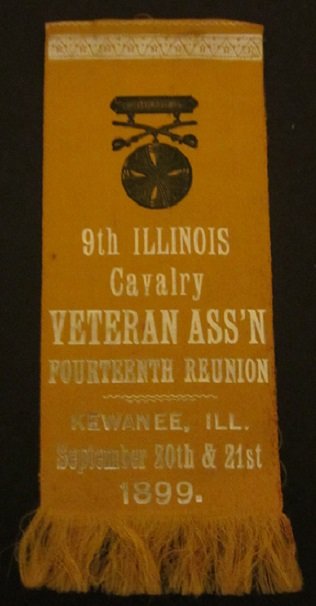 9th ILLINOIS
Cavalry
VETERAN ASS'N
FOURTEENTH REUNION
KEWANEE, ILL.
September 20th & 21st
1899.